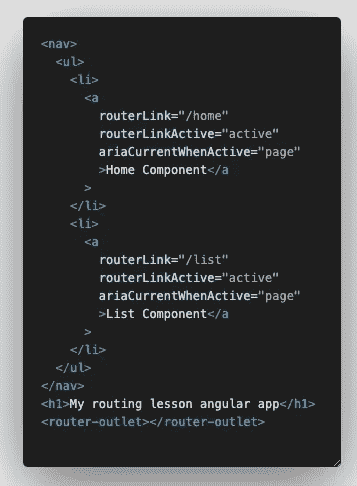 <nav>
  <ul>
    <li>
      <a
        routerLink="/home"
        routerLinkActive="active"
        ariaCurrentWhenActive="page"
        >Home Component</a
      >
    </li>
    <li>
      <a
        routerLink="/list"
        routerLinkActive="active"
        ariaCurrentWhenActive="page"
        >List Component</a
      >
    </li>
  </ul>
</nav>
<h1>My routing lesson angular app</h1>
<router-outlet></router-outlet>